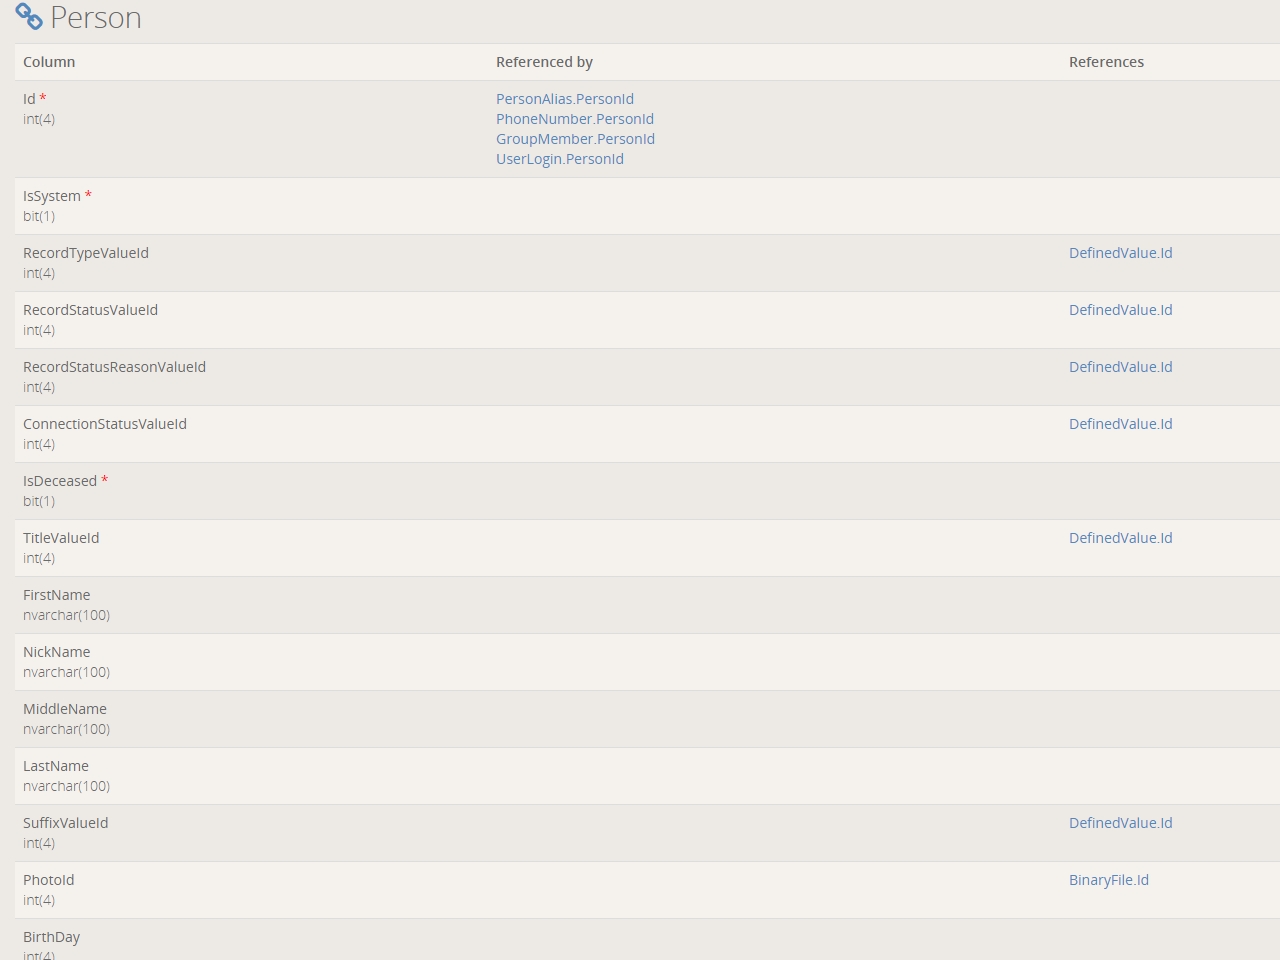 Person
Column Referenced by References
Id * PersonAlias.PersonId
int(4) PhoneNumber.PersonId
GroupMember.PersonId
UserLogin.PersonId
IsSystem *
bit(1)
RecordTypeValueId DefinedValue.Id
int(4)
RecordStatusValueId DefinedValue.Id
int(4)
RecordStatusReasonValueId DefinedValue.Id
int(4)
ConnectionStatusValueId DefinedValue.Id
int(4)
IsDeceased *
bit(1)
TitleValueId DefinedValue.Id
int(4)
FirstName
nvarchar(100)
NickName
nvarchar(100)
MiddleName
nvarchar(100)
LastName
nvarchar(100)
SuffixValueId DefinedValue.Id
int(4)
PhotoId BinaryFile.Id
int(4)
BirthDay
int(4)